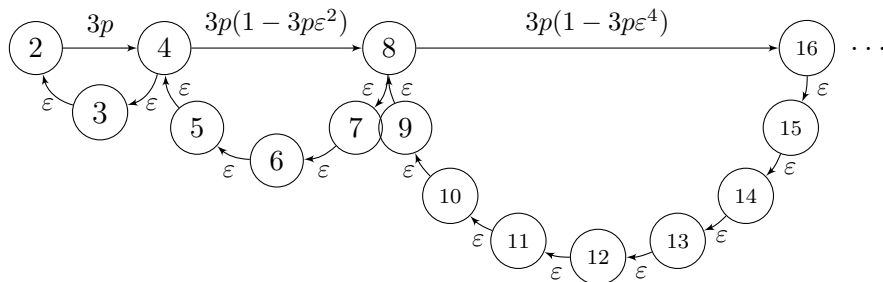 3p 3p(1 − 3pε²) 3p(1 − 3pε⁴)
2 4 8 16 ···
ε ε ε ε ε ε
3 5 7 9 15
ε ε ε
6 10 14
ε ε
11 12 13
ε ε